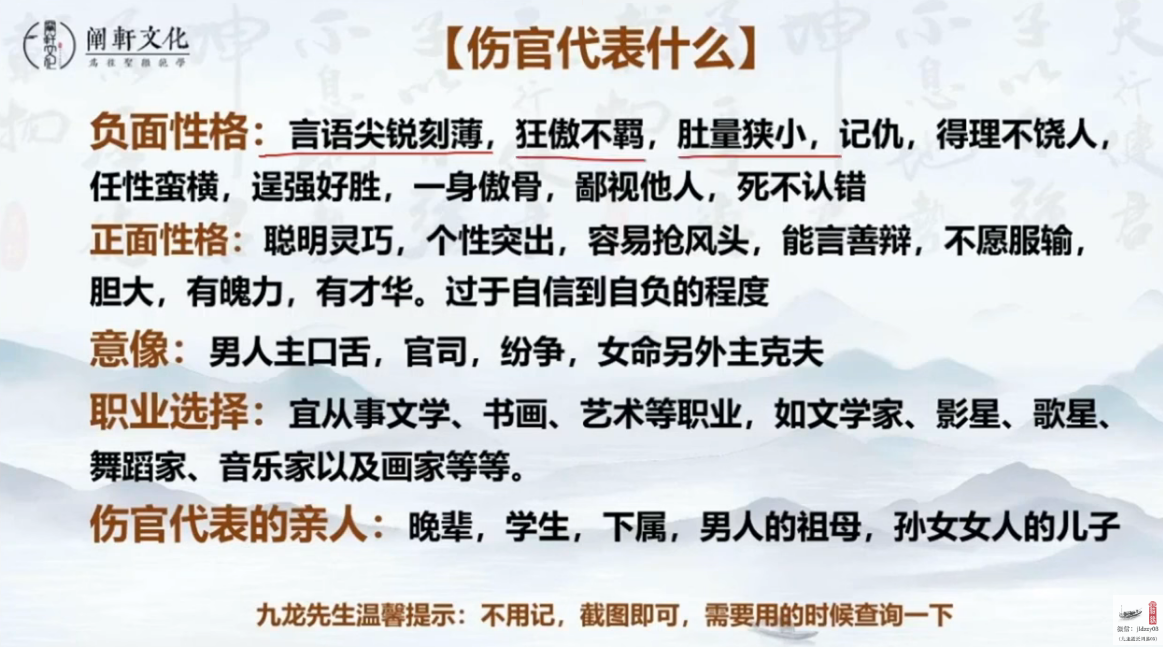 阐軒文化
【伤官代表什么】
负面性格：言语尖锐刻薄，狂傲不羁，肚量狭小，记仇，得理不饶人，
任性蛮横，逞强好胜，一身傲骨，鄙视他人，死不认错
正面性格：聪明灵巧，个性突出，容易抢风头，能言善辩，不愿服输，
胆大，有魄力，有才华。过于自信到自负的程度
意像：男人主口舌，官司，纷争，女命另外主克夫
职业选择：宜从事文学、书画、艺术等职业，如文学家、影星、歌星、
舞蹈家、音乐家以及画家等等。
伤官代表的亲人：晚辈，学生，下属，男人的祖母，孙女女人的儿子
九龙先生温馨提示：不用记，截图即可，需要用的时候查询一下